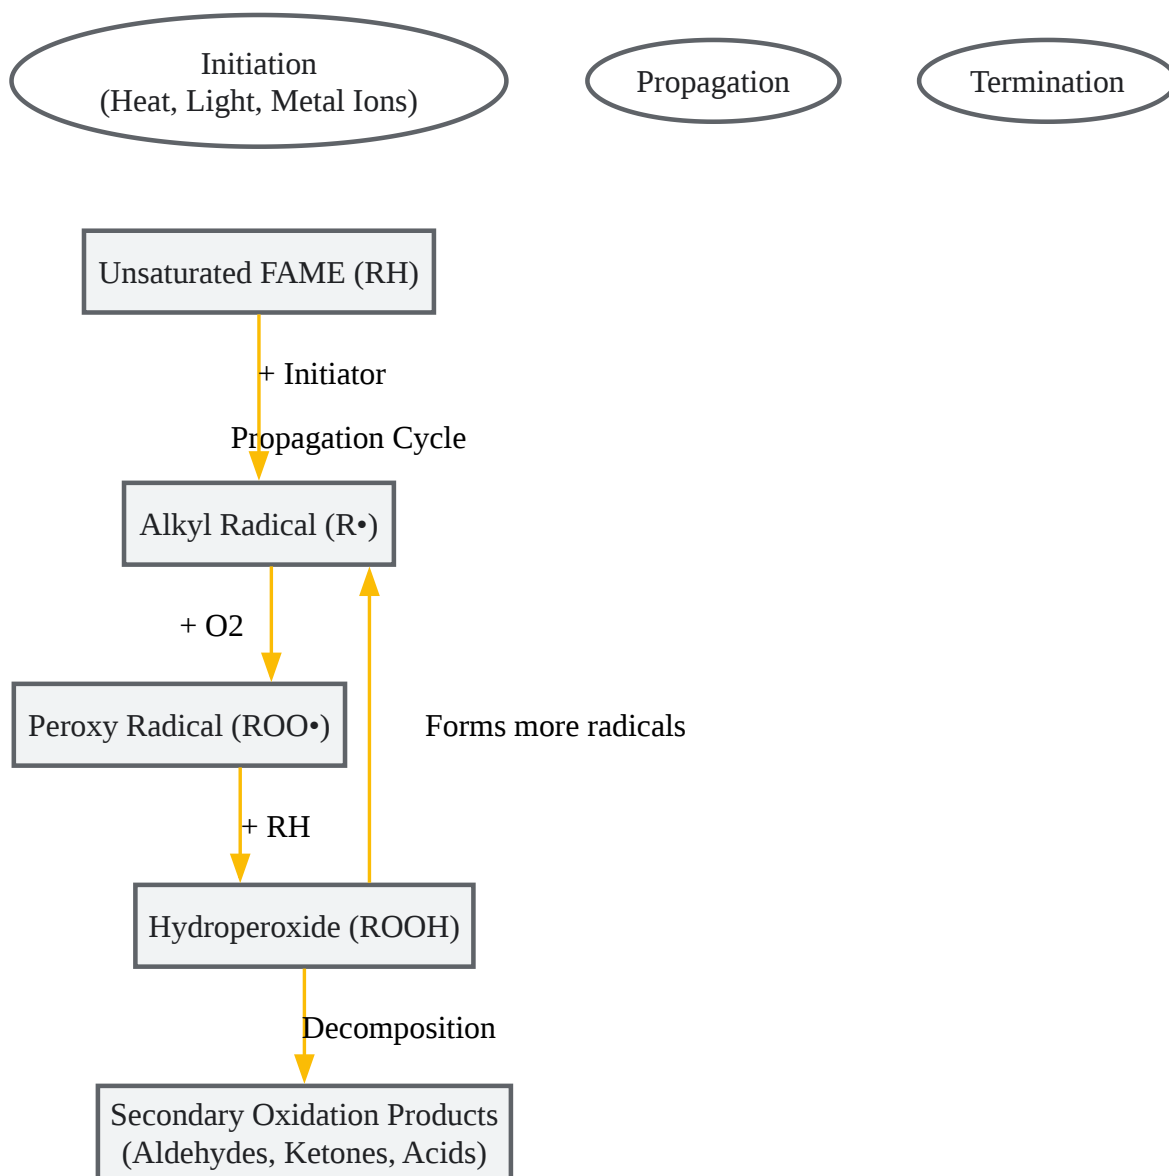 Initiation
(Heat, Light, Metal Ions)
Propagation
Termination
Unsaturated FAME (RH)
+ Initiator
Propagation Cycle
Alkyl Radical (R•)
+ O2
Peroxy Radical (ROO•)
Forms more radicals
+ RH
Hydroperoxide (ROOH)
Decomposition
Secondary Oxidation Products
(Aldehydes, Ketones, Acids)